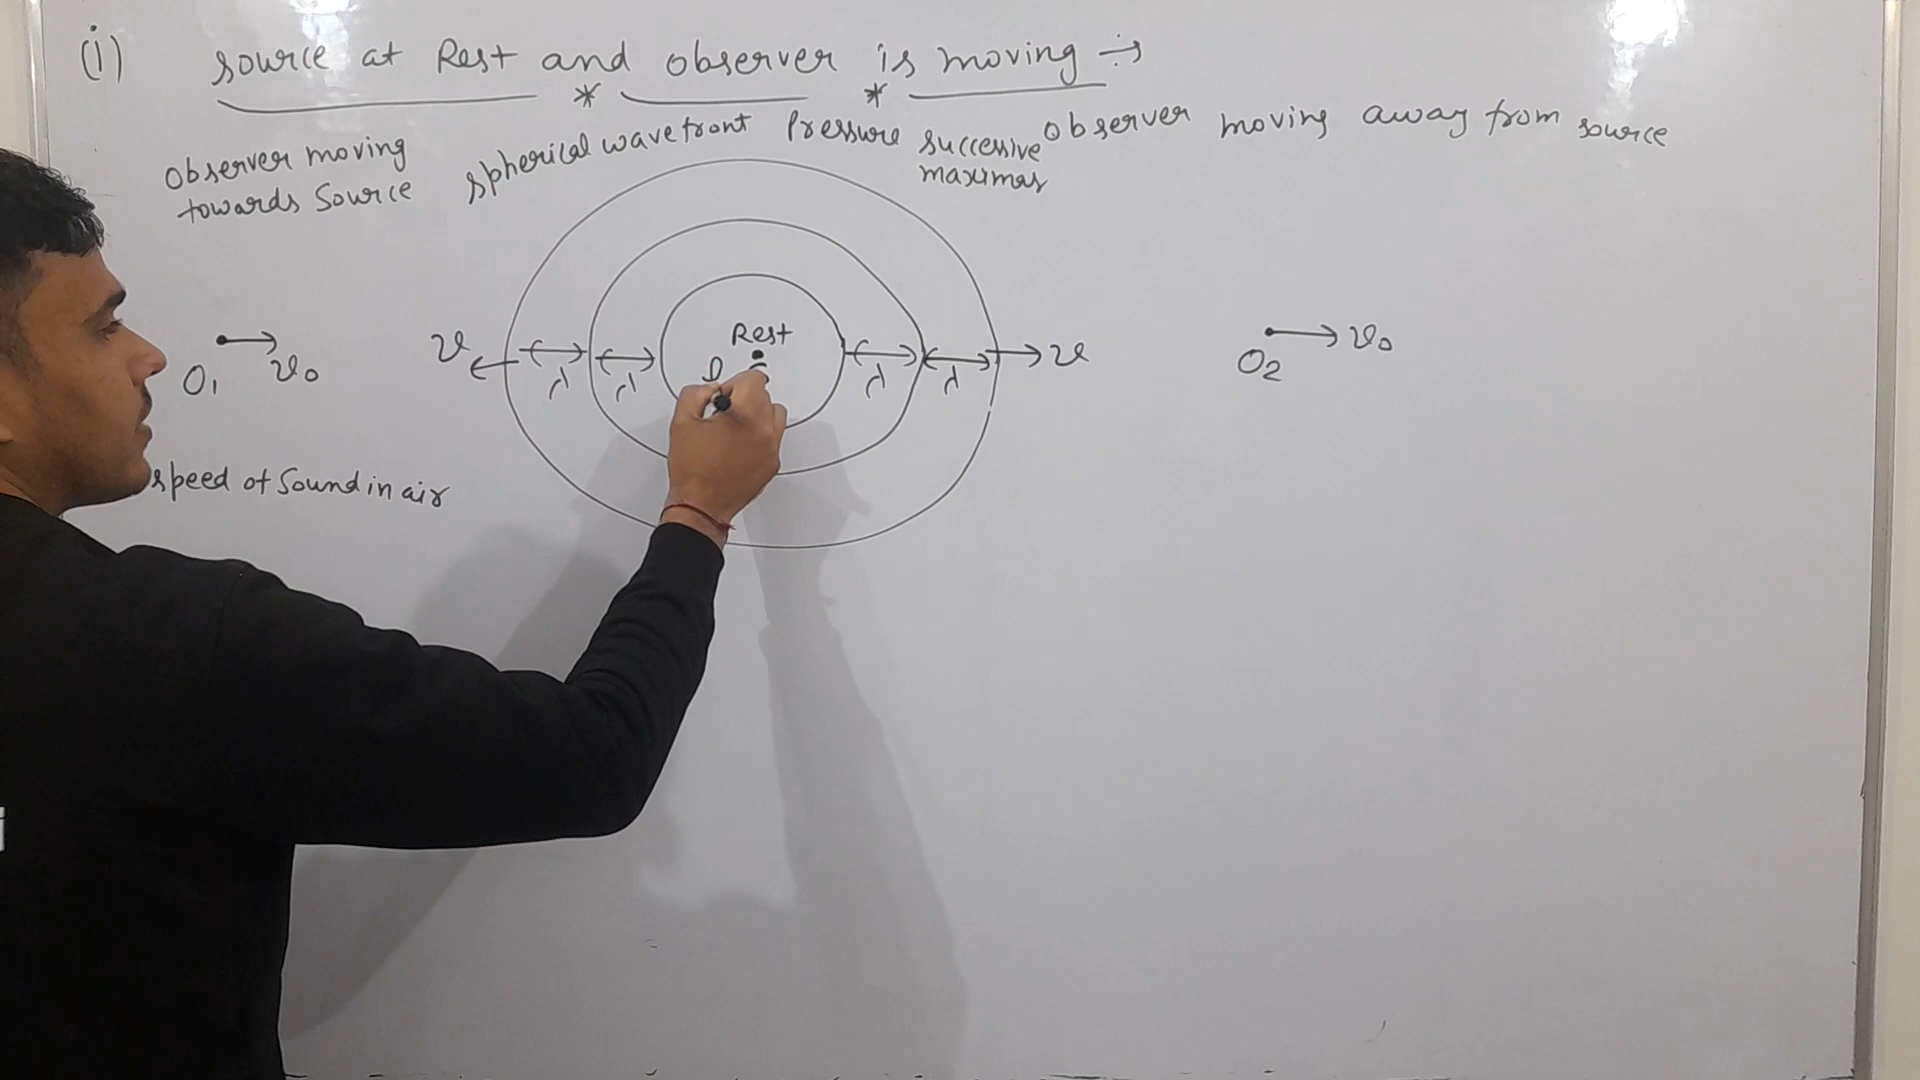 (i) source at Rest and observer is moving :→
* *
observer moving
towards Source
spherical wavefront
Pressure successive
maximas
observer moving away from source
Rest
O₁
v₀
v
λ
λ
λ
λ
v
O₂
v₀
speed of Sound in air